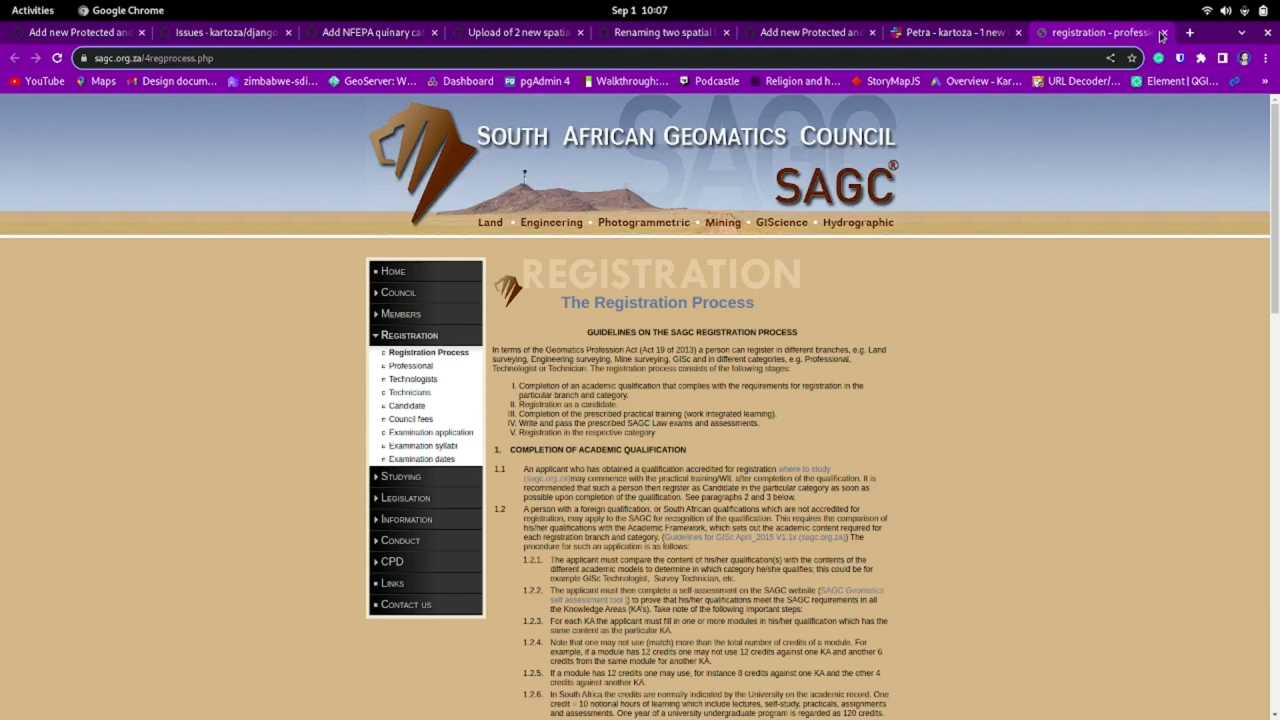 Activities
Google Chrome
Sep 1 10:07
Add new Protected and
Issues · kartoza/django
Add NFEPA quinary cal
Upload of 2 new spatia
Renaming two spatial
Add new Protected and
Petra - kartoza - 1 new i
registration - professio
sagc.org.za/4regprocess.php
YouTube
Maps
Design docum...
zimbabwe-sdi...
GeoServer: W...
Dashboard
pgAdmin 4
Walkthrough:...
Podcastle
Religion and h...
StoryMapJS
Overview - Kar...
URL Decoder/...
Element | QGI...
»
SOUTH AFRICAN GEOMATICS COUNCIL
SAGC®
Land • Engineering • Photogrammetric • Mining • GIScience • Hydrographic
HOME
COUNCIL
MEMBERS
REGISTRATION
Registration Process
Professional
Technologists
Technicians
Candidate
Council fees
Examination application
Examination syllabi
Examination dates
STUDYING
LEGISLATION
INFORMATION
CONDUCT
CPD
LINKS
CONTACT US
REGISTRATION
The Registration Process
GUIDELINES ON THE SAGC REGISTRATION PROCESS
In terms of the Geomatics Profession Act (Act 19 of 2013) a person can register in different branches, e.g. Land
surveying, Engineering surveying, Mine surveying, GISc and in different categories, e.g. Professional,
Technologist or Technician. The registration process consists of the following stages:
I. Completion of an academic qualification that complies with the requirements for registration in the
particular branch and category.
II. Registration as a candidate.
III. Completion of the prescribed practical training (work integrated learning).
IV. Write and pass the prescribed SAGC Law exams and assessments.
V. Registration in the respective category
1. COMPLETION OF ACADEMIC QUALIFICATION
1.1 An applicant who has obtained a qualification accredited for registration where to study
(sagc.org.za)may commence with the practical training/WIL after completion of the qualification. It is
recommended that such a person then register as Candidate in the particular category as soon as
possible upon completion of the qualification. See paragraphs 2 and 3 below.
1.2 A person with a foreign qualification, or South African qualifications which are not accredited for
registration, may apply to the SAGC for recognition of the qualification. This requires the comparison of
his/her qualifications with the Academic Framework, which sets out the academic content required for
each registration branch and category. (Guidelines for GISc April_2015 V1.1x (sagc.org.za)) The
procedure for such an application is as follows:
1.2.1. The applicant must compare the content of his/her qualification(s) with the contents of the
different academic models to determine in which category he/she qualifies; this could be for
example GISc Technologist, Survey Technician, etc.
1.2.2. The applicant must then complete a self-assessment on the SAGC website (SAGC Geomatics
self assessment tool ;) to prove that his/her qualifications meet the SAGC requirements in all
the Knowledge Areas (KA's). Take note of the following important steps:
1.2.3. For each KA the applicant must fill in one or more modules in his/her qualification which has the
same content as the particular KA.
1.2.4. Note that one may not use (match) more than the total number of credits of a module. For
example, if a module has 12 credits one may not use 12 credits against one KA and another 6
credits from the same module for another KA.
1.2.5. If a module has 12 credits one may use, for instance 8 credits against one KA and the other 4
credits against another KA.
1.2.6. In South Africa the credits are normally indicated by the University on the academic record. One
credit = 10 notional hours of learning which include lectures, self-study, practicals, assignments
and assessments. One year of a university undergraduate program is regarded as 120 credits.